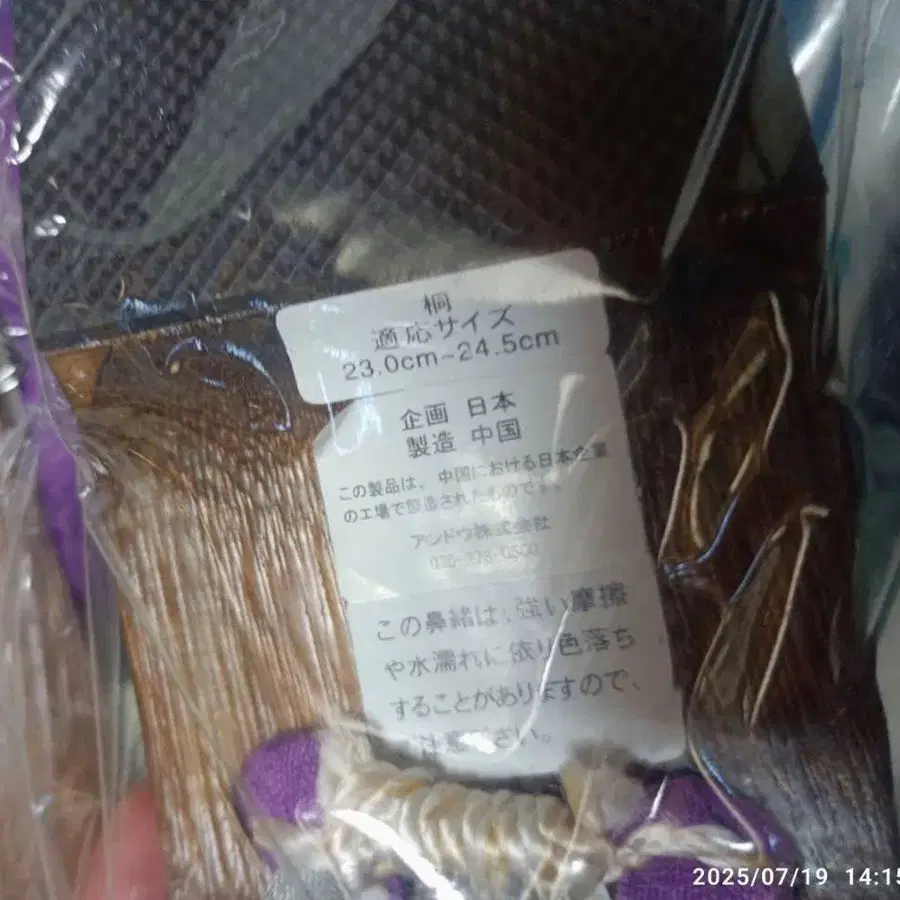 桐
適応サイズ
23.0cm~24.5cm
企画 日本
製造 中国
この製品は、中国における日本企業
の工場で製造されたものです。
アンドウ株式会社
この鼻緒は、強い摩擦
や水濡れに依り色落ち
することがありますので、
注意 さい。
2025/07/19 14:15